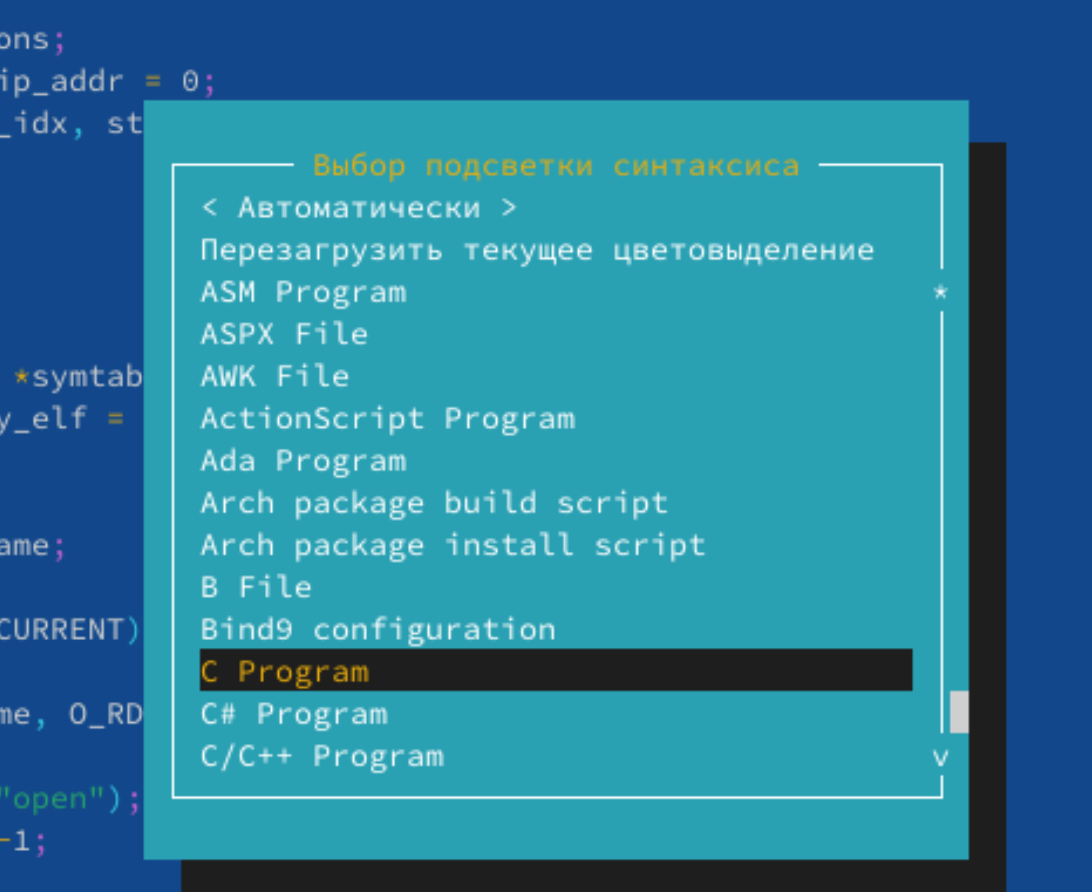 ons;
ip_addr = 0;
_idx, st
Выбор подсветки синтаксиса
< Автоматически >
Перезагрузить текущее цветовыделение
ASM Program
*
ASPX File
AWK File
*symtab
ActionScript Program
y_elf =
Ada Program
Arch package build script
Arch package install script
ame;
B File
Bind9 configuration
CURRENT)
C Program
C# Program
me, O_RD
C/C++ Program
v
"open");
-1;